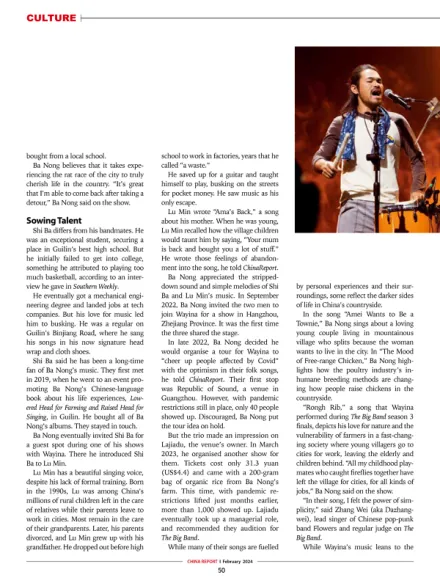 CULTURE
bought from a local school.
Ba Nong believes that it takes expe-
riencing the rat race of the city to truly
cherish life in the country. "It's great
that I'm able to come back after taking a
detour," Ba Nong said on the show.
Sowing Talent
Shi Ba differs from his bandmates. He
was an exceptional student, securing a
place in Guilin's best high school. But
he initially failed to get into college,
something he attributed to playing too
much basketball, according to an inter-
view he gave in Southern Weekly.
He eventually got a mechanical engi-
neering degree and landed jobs at tech
companies. But his love for music led
him to busking. He was a regular on
Guilin's Binjiang Road, where he sang
his songs in his now signature head
wrap and cloth shoes.
Shi Ba said he has been a long-time
fan of Ba Nong's music. They first met
in 2019, when he went to an event pro-
moting Ba Nong's Chinese-language
book about his life experiences, Low-
ered Head for Farming and Raised Head for
Singing, in Guilin. He bought all of Ba
Nong's albums. They stayed in touch.
Ba Nong eventually invited Shi Ba for
a guest spot during one of his shows
with Wayina. There he introduced Shi
Ba to Lu Min.
Lu Min has a beautiful singing voice,
despite his lack of formal training. Born
in the 1990s, Lu was among China's
millions of rural children left in the care
of relatives while their parents leave to
work in cities. Most remain in the care
of their grandparents. Later, his parents
divorced, and Lu Min grew up with his
grandfather. He dropped out before high
school to work in factories, years that he
called "a waste."
He saved up for a guitar and taught
himself to play, busking on the streets
for pocket money. He saw music as his
only escape.
Lu Min wrote "Ama's Back," a song
about his mother. When he was young,
Lu Min recalled how the village children
would taunt him by saying, "Your mum
is back and bought you a lot of stuff."
He wrote those feelings of abandon-
ment into the song, he told ChinaReport.
Ba Nong appreciated the stripped-
down sound and simple melodies of Shi
Ba and Lu Min's music. In September
2022, Ba Nong invited the two men to
join Wayina for a show in Hangzhou,
Zhejiang Province. It was the first time
the three shared the stage.
In late 2022, Ba Nong decided he
would organise a tour for Wayina to
"cheer up people affected by Covid"
with the optimism in their folk songs,
he told ChinaReport. Their first stop
was Republic of Sound, a venue in
Guangzhou. However, with pandemic
restrictions still in place, only 40 people
showed up. Discouraged, Ba Nong put
the tour idea on hold.
But the trio made an impression on
Lajiadu, the venue's owner. In March
2023, he organised another show for
them. Tickets cost only 31.3 yuan
(US$4.4) and came with a 200-gram
bag of organic rice from Ba Nong's
farm. This time, with pandemic re-
strictions lifted just months earlier,
more than 1,000 showed up. Lajiadu
eventually took up a managerial role,
and recommended they audition for
The Big Band.
While many of their songs are fuelled
by personal experiences and their sur-
roundings, some reflect the darker sides
of life in China's countryside.
In the song "Amei Wants to Be a
Townie," Ba Nong sings about a loving
young couple living in mountainous
village who splits because the woman
wants to live in the city. In "The Mood
of Free-range Chicken," Ba Nong high-
lights how the poultry industry's in-
humane breeding methods are chang-
ing how people raise chickens in the
countryside.
"Rongh Rib," a song that Wayina
performed during The Big Band season 3
finals, depicts his love for nature and the
vulnerability of farmers in a fast-chang-
ing society where young villagers go to
cities for work, leaving the elderly and
children behind. "All my childhood play-
mates who caught fireflies together have
left the village for cities, for all kinds of
jobs," Ba Nong said on the show.
"In their song, I felt the power of sim-
plicity," said Zhang Wei (aka Dazhang-
wei), lead singer of Chinese pop-punk
band Flowers and regular judge on The
Big Band.
While Wayina's music leans to the
CHINA REPORT I February 2024
50